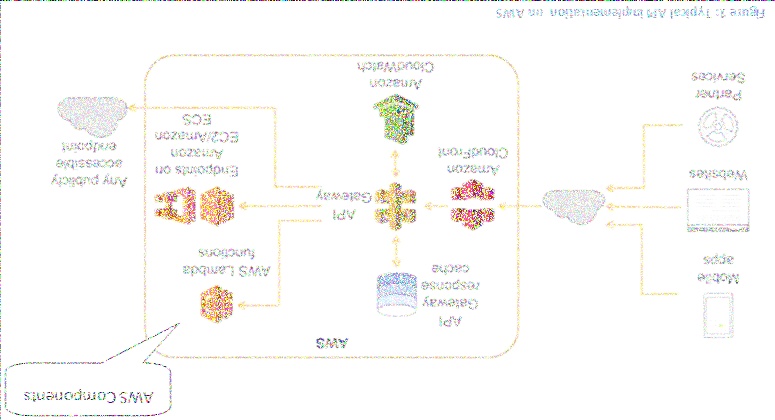 AWS Components
AWS
Mobile
apps
API
Gateway
response
cache
AWS Lambda
functions
Websites
Amazon
CloudFront
API
Gateway
Endpoints on
Amazon
EC2/Amazon
ECS
Any publicly
accessible
endpoint
Partner
Services
Amazon
CloudWatch
Figure 1: Typical API implementation on AWS